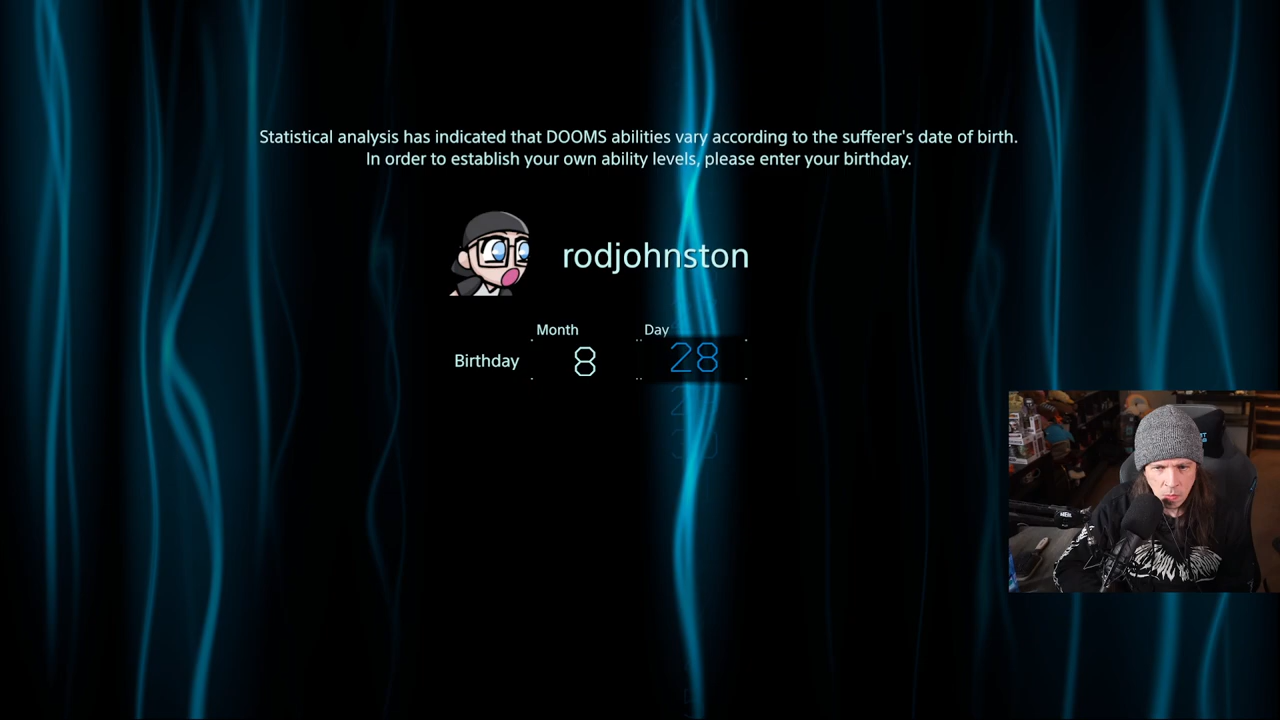 Statistical analysis has indicated that DOOMS abilities vary according to the sufferer's date of birth.
In order to establish your own ability levels, please enter your birthday.
rodjohnston
Month Day
Birthday 8 28